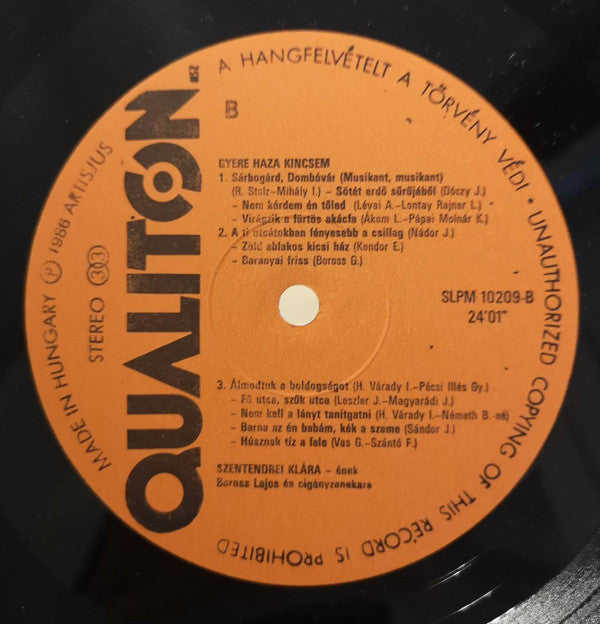 A HANGFELVÉTELT A TÖRVÉNY VÉDI · UNAUTHORIZED COPYING OF THIS RECORD IS PROHIBITED
MADE IN HUNGARY Ⓟ 1986 ARTISJUS
STEREO 33
QUALITON
B
GYERE HAZA KINCSEM
1. Sárbogárd, Dombóvár (Musikant, musikant)
(R. Stolz–Mihály I.) – Sötét erdő sűrűjéből (Dóczy J.)
– Nem kérdem én tőled (Lévai A.–Lontay Rajner L.)
– Virágzik a fürtös akácfa (Ákom L.–Pápai Molnár K.)
2. A ti utcátokban fényesebb a csillag (Nádor J.)
– Zöld ablakos kicsi ház (Kondor E.)
– Baranyai friss (Boross G.)
SLPM 10209-B
24'01"
3. Álmodtuk a boldogságot (H. Várady I.–Pécsi Illés Gy.)
– Fő utca, szűk utca (Leszler J.–Magyarádi J.)
– Nem kell a lányt tanítgatni (H. Várady I.–Németh B.-né)
– Barna az én babám, kék a szeme (Sándor J.)
– Húsznak tíz a fele (Vas G.–Szántó F.)
SZENTENDREI KLÁRA – ének
Boross Lajos és cigányzenekara